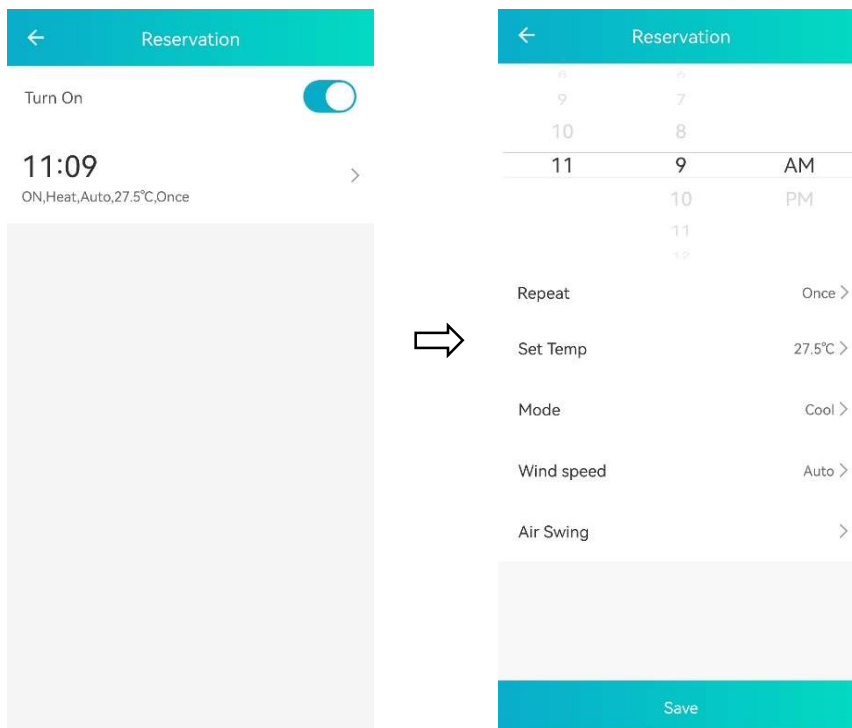 Reservation
Turn On
11:09
ON,Heat,Auto,27.5°C,Once
Reservation
9 7
10 8
11 9 AM
10 PM
11
12
Repeat Once
Set Temp 27.5°C
Mode Cool
Wind speed Auto
Air Swing
Save